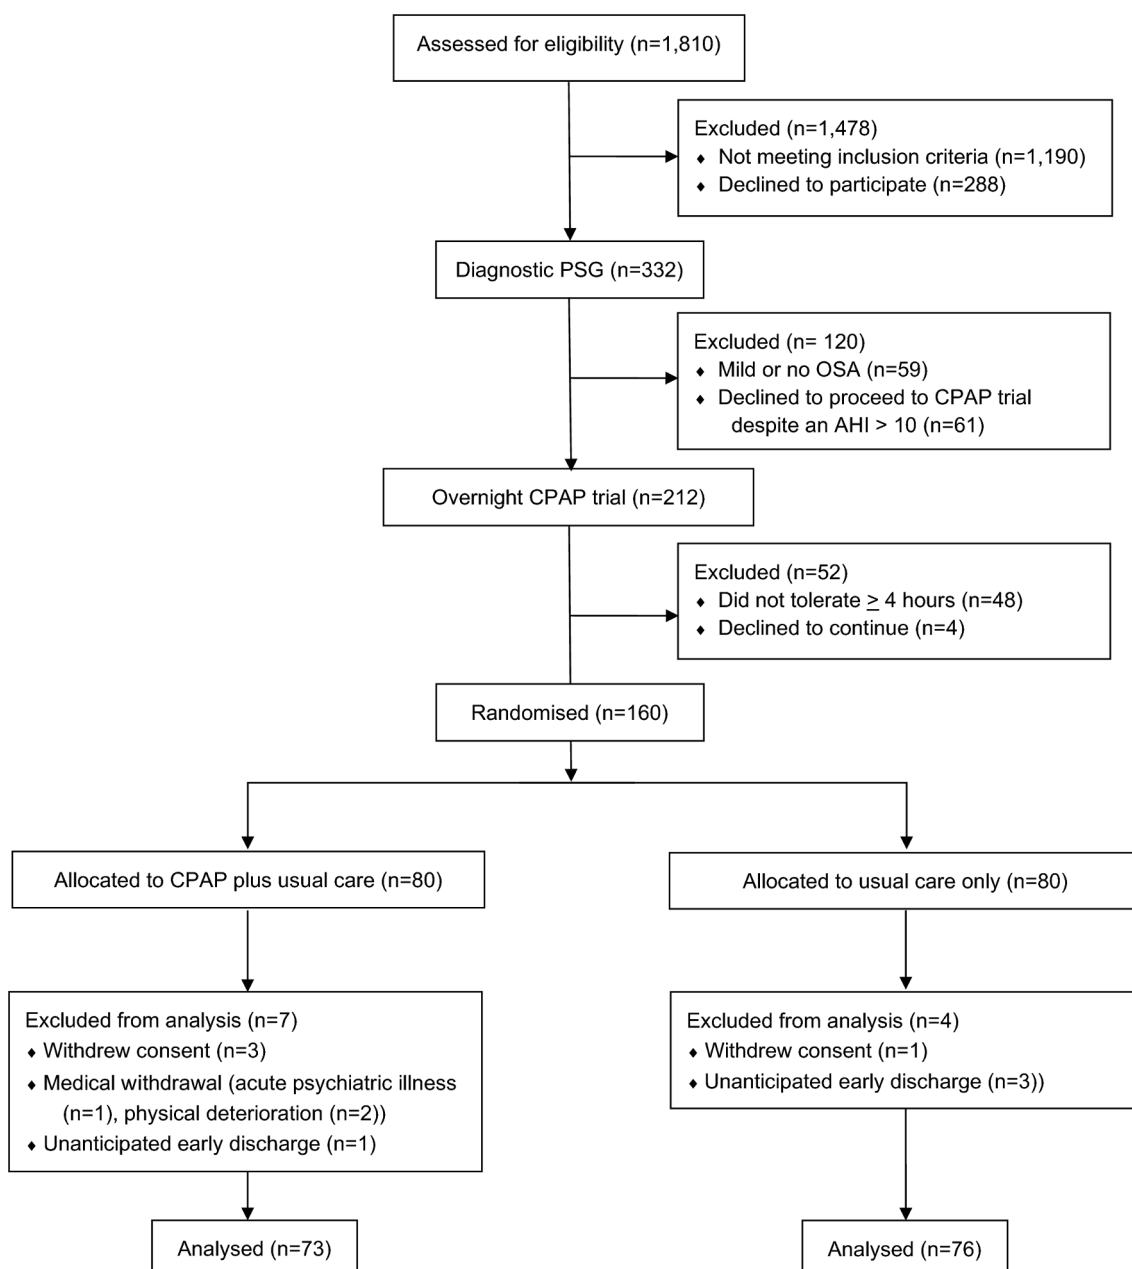 Assessed for eligibility (n=1,810)
Excluded (n=1,478)
♦ Not meeting inclusion criteria (n=1,190)
♦ Declined to participate (n=288)
Diagnostic PSG (n=332)
Excluded (n= 120)
♦ Mild or no OSA (n=59)
♦ Declined to proceed to CPAP trial
despite an AHI > 10 (n=61)
Overnight CPAP trial (n=212)
Excluded (n=52)
♦ Did not tolerate ≥ 4 hours (n=48)
♦ Declined to continue (n=4)
Randomised (n=160)
Allocated to CPAP plus usual care (n=80)
Allocated to usual care only (n=80)
Excluded from analysis (n=7)
♦ Withdrew consent (n=3)
♦ Medical withdrawal (acute psychiatric illness
(n=1), physical deterioration (n=2))
♦ Unanticipated early discharge (n=1)
Excluded from analysis (n=4)
♦ Withdrew consent (n=1)
♦ Unanticipated early discharge (n=3))
Analysed (n=73)
Analysed (n=76)